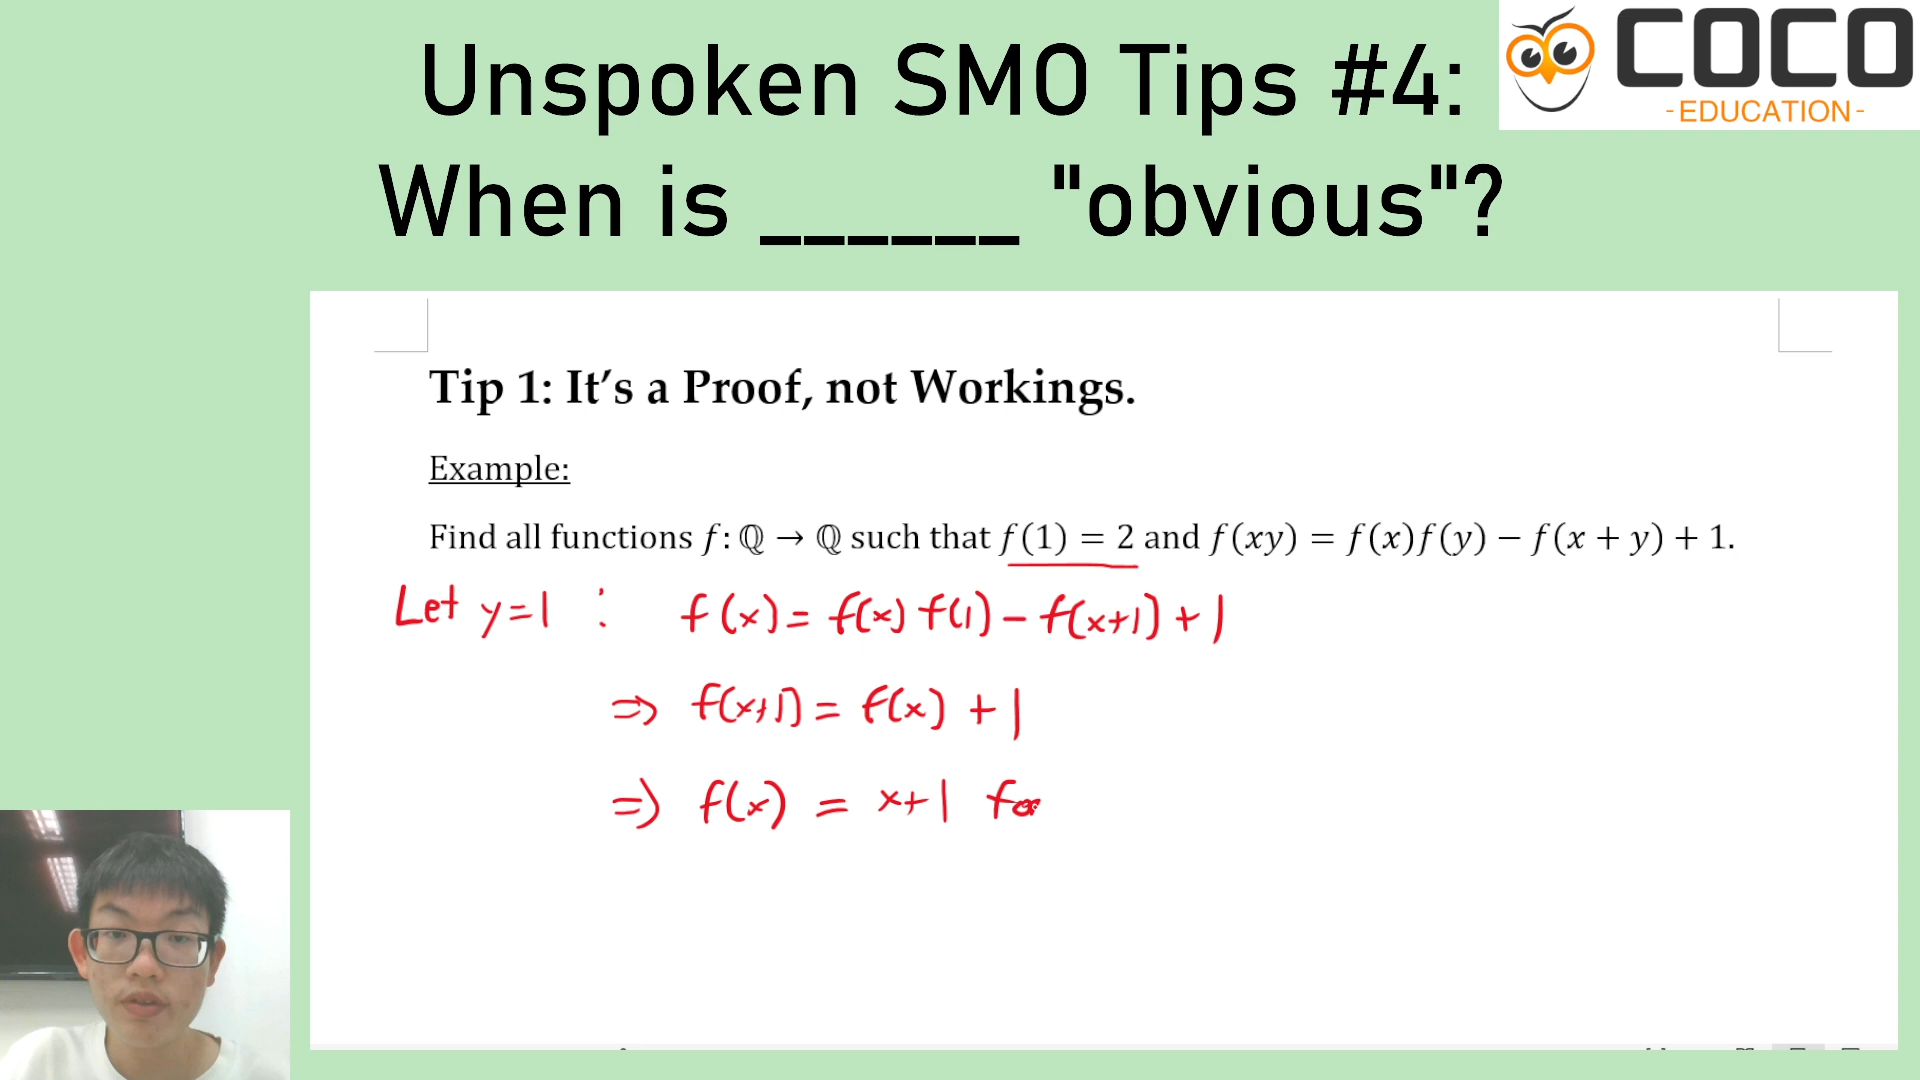 Unspoken SMO Tips #4:
When is ______ "obvious"?
COCO
-EDUCATION-
Tip 1: It’s a Proof, not Workings.
Example:
Find all functions f: ℚ → ℚ such that f(1) = 2 and f(xy) = f(x)f(y) − f(x + y) + 1.
Let y=1 : f(x) = f(x) f(1) − f(x+1) + 1
⇒ f(x+1) = f(x) + 1
⇒ f(x) = x+1 for